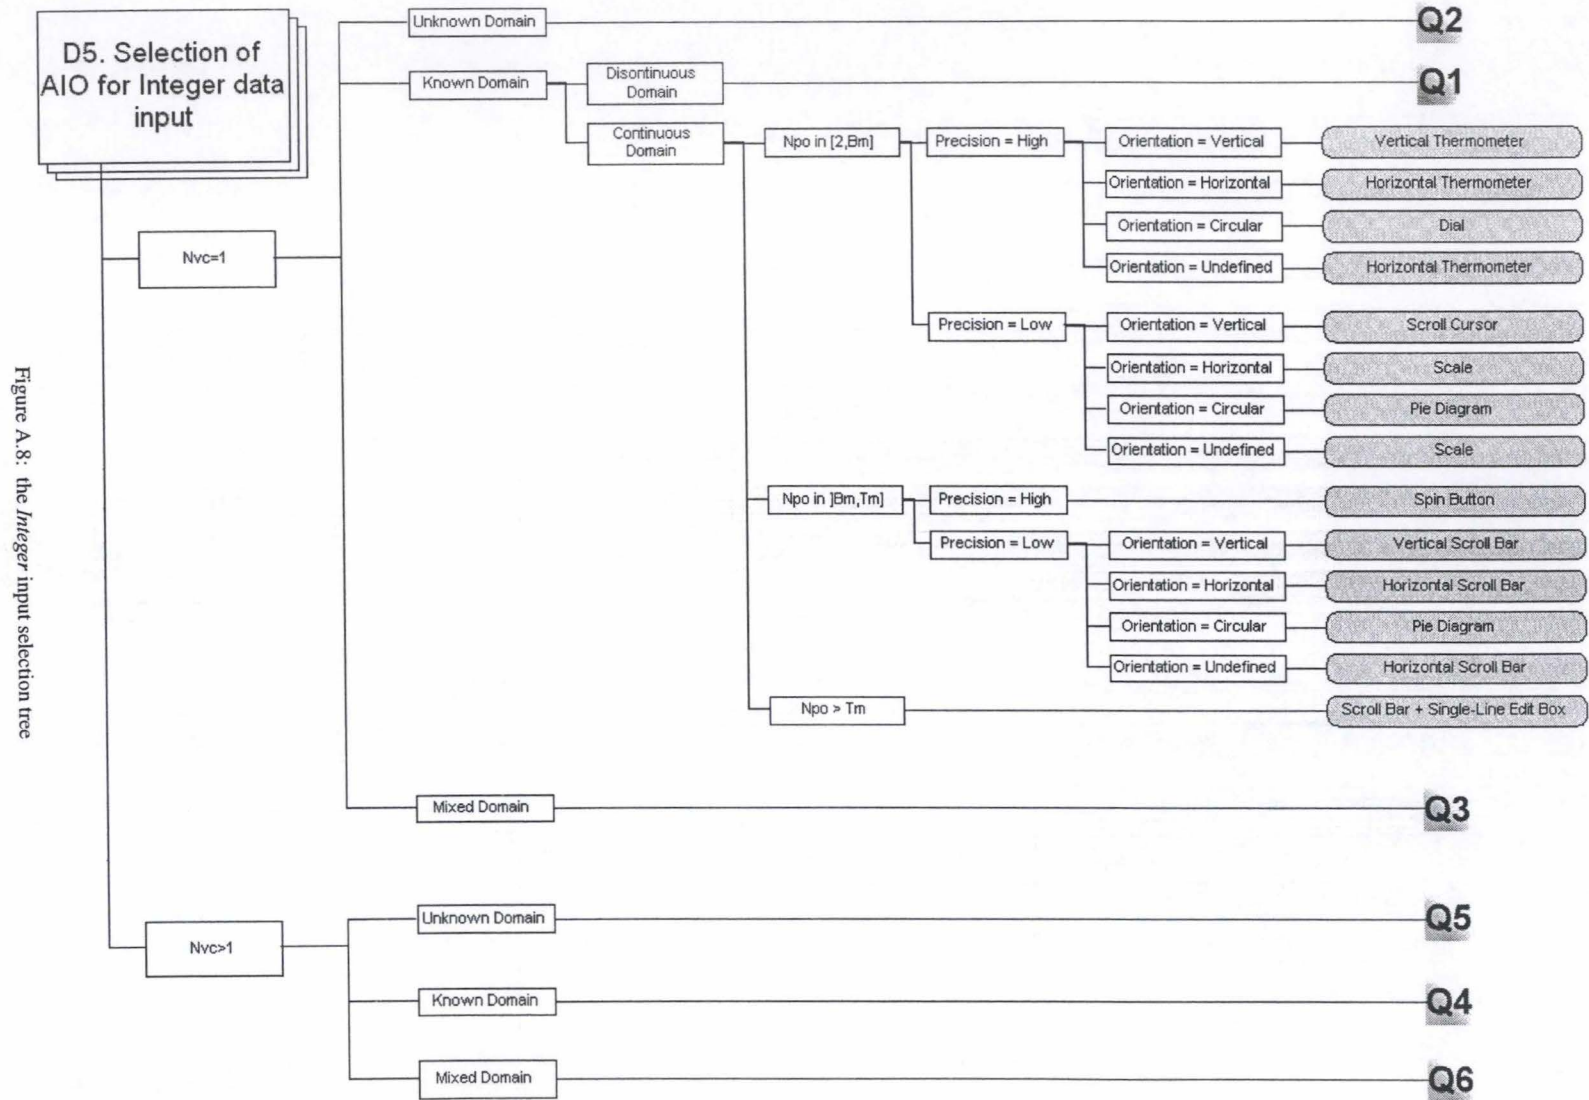 D5. Selection of
AIO for Integer data
input
Nvc=1
Unknown Domain
Q2
Known Domain
Disontinuous
Domain
Q1
Continuous
Domain
Npo in [2,Bm]
Precision = High
Orientation = Vertical
Vertical Thermometer
Orientation = Horizontal
Horizontal Thermometer
Orientation = Circular
Dial
Orientation = Undefined
Horizontal Thermometer
Precision = Low
Orientation = Vertical
Scroll Cursor
Orientation = Horizontal
Scale
Orientation = Circular
Pie Diagram
Orientation = Undefined
Scale
Npo in ]Bm,Tm]
Precision = High
Spin Button
Precision = Low
Orientation = Vertical
Vertical Scroll Bar
Orientation = Horizontal
Horizontal Scroll Bar
Orientation = Circular
Pie Diagram
Orientation = Undefined
Horizontal Scroll Bar
Npo > Tm
Scroll Bar + Single-Line Edit Box
Mixed Domain
Q3
Nvc>1
Unknown Domain
Q5
Known Domain
Q4
Mixed Domain
Q6
Figure A.8: the Integer input selection tree